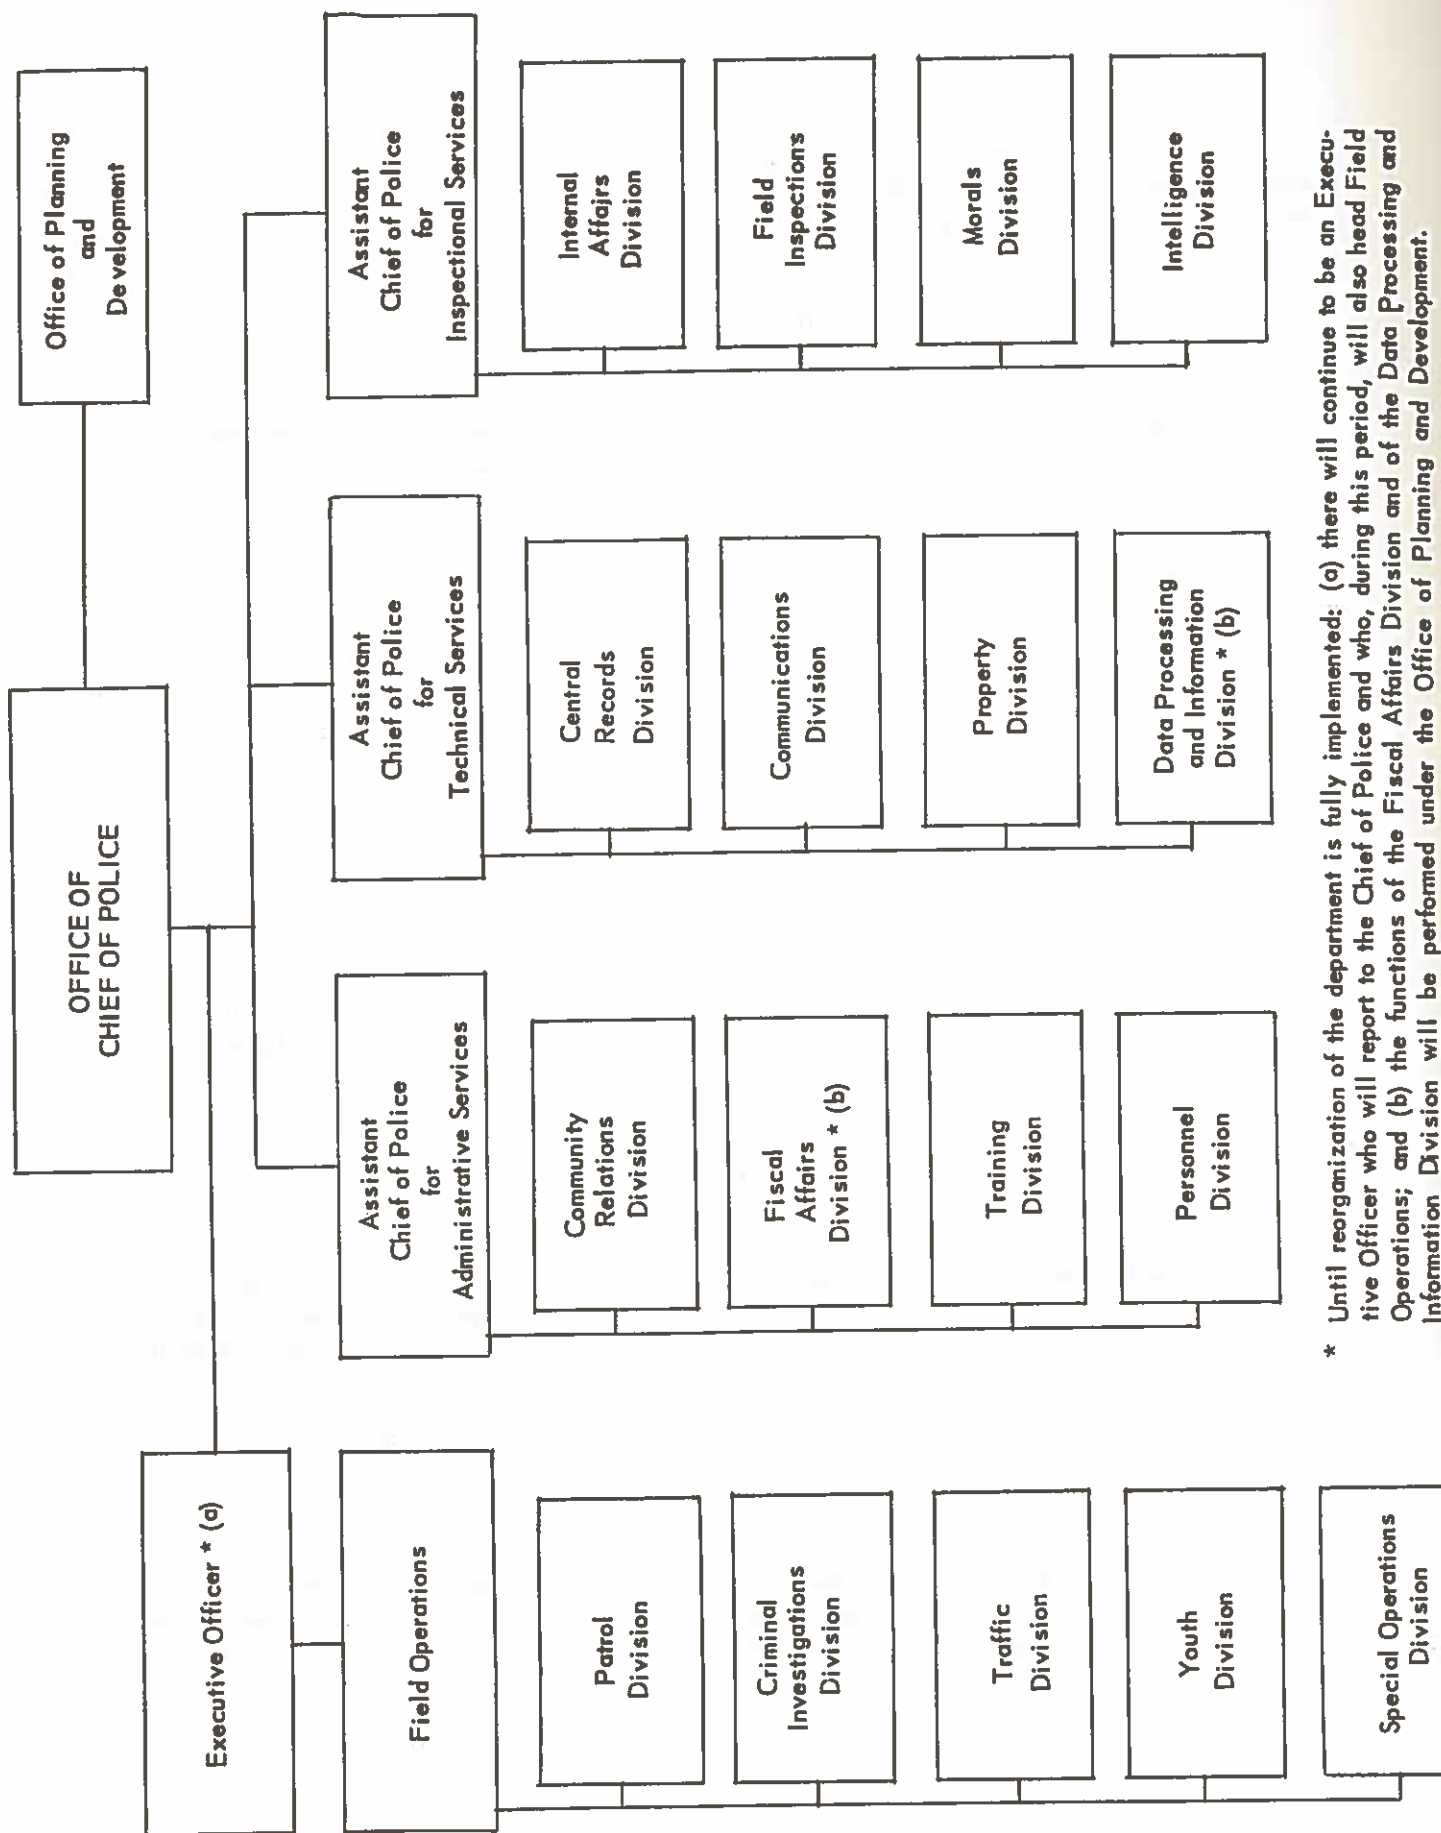 OFFICE OF
CHIEF OF POLICE
Office of Planning
and
Development
Executive Officer * (a)
Field Operations
Patrol
Division
Criminal
Investigations
Division
Traffic
Division
Youth
Division
Special Operations
Division
Assistant
Chief of Police
for
Administrative Services
Community
Relations
Division
Fiscal
Affairs
Division * (b)
Training
Division
Personnel
Division
Assistant
Chief of Police
for
Technical Services
Central
Records
Division
Communications
Division
Property
Division
Data Processing
and Information
Division * (b)
Assistant
Chief of Police
for
Inspectional Services
Internal
Affairs
Division
Field
Inspections
Division
Morals
Division
Intelligence
Division
* Until reorganization of the department is fully implemented: (a) there will continue to be an Execu-
tive Officer who will report to the Chief of Police and who, during this period, will also head Field
Operations; and (b) the functions of the Fiscal Affairs Division and of the Data Processing and
Information Division will be performed under the Office of Planning and Development.